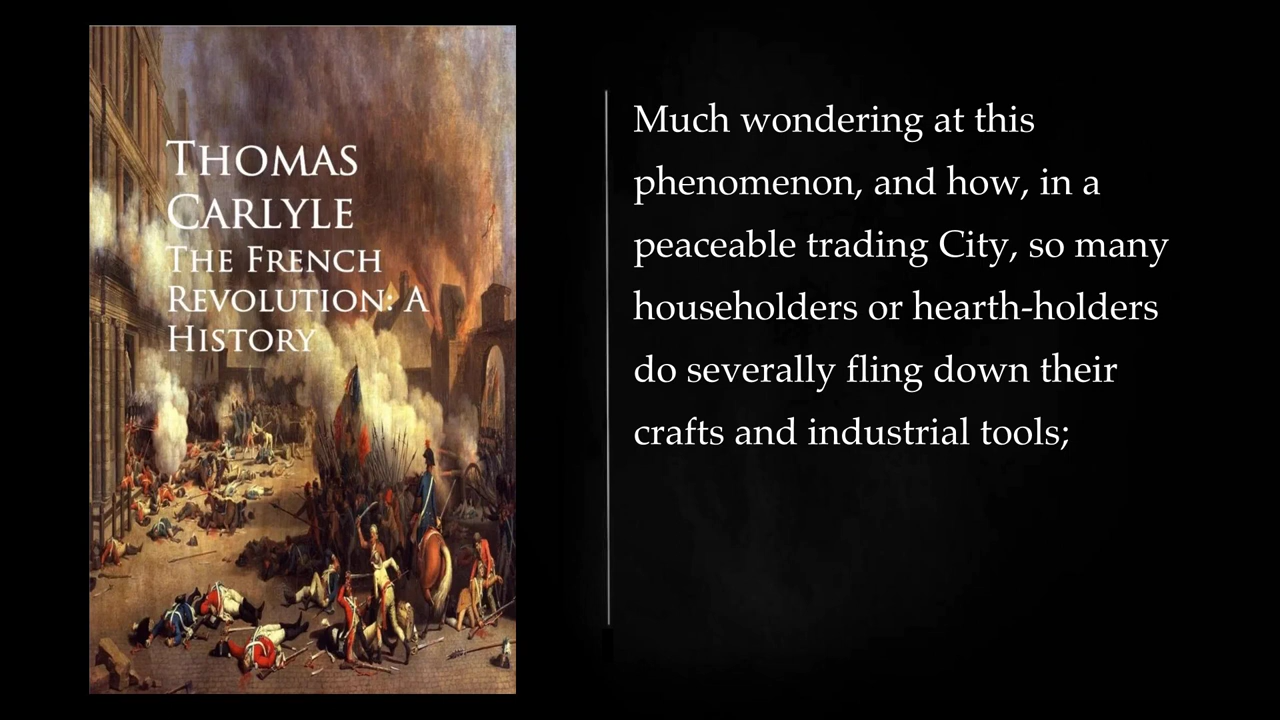 THOMAS
CARLYLE
THE FRENCH
REVOLUTION: A
HISTORY
Much wondering at this
phenomenon, and how, in a
peaceable trading City, so many
householders or hearth-holders
do severally fling down their
crafts and industrial tools;